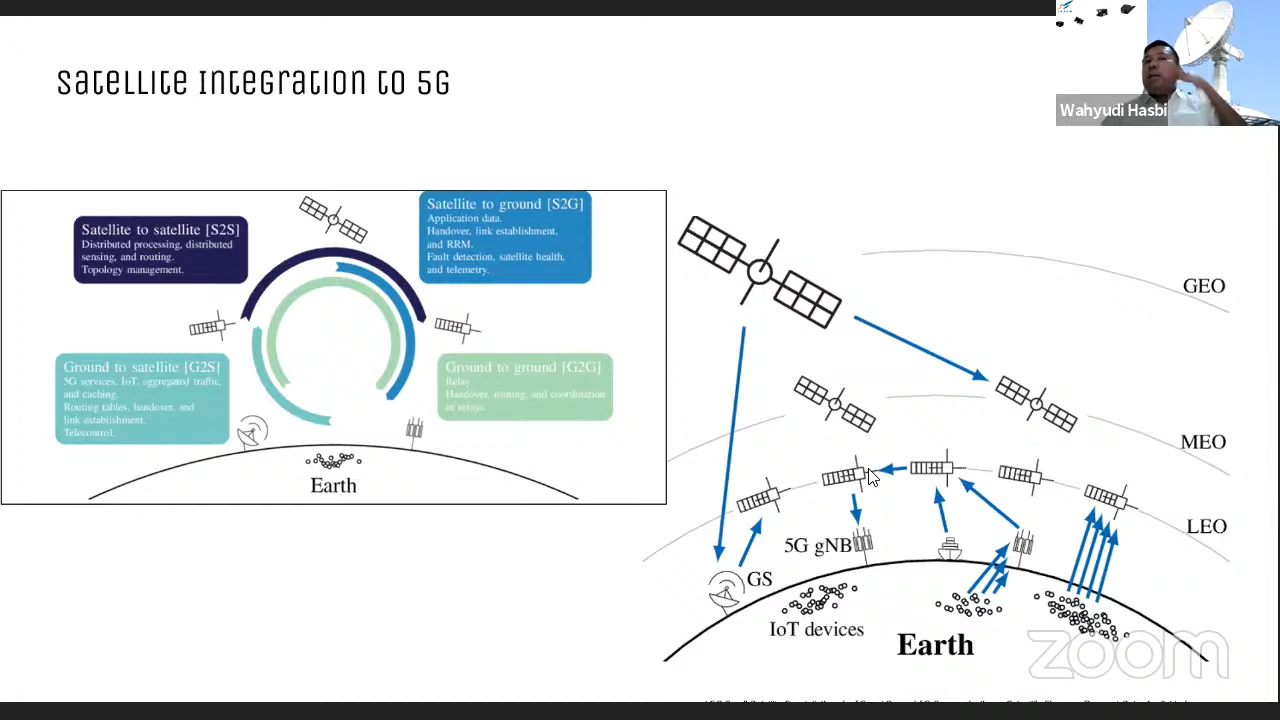 Satellite Integration to 5G
Wahyudi Hasbi
Satellite to satellite [S2S]
Distributed processing, distributed
sensing, and routing.
Topology management.
Satellite to ground [S2G]
Application data.
Handover, link establishment,
and RRM.
Fault detection, satellite health,
and telemetry.
Ground to satellite [G2S]
5G services, IoT, aggregated traffic,
and caching.
Routing tables, handover, and
link establishment.
Telecontrol.
Ground to ground [G2G]
Relay.
Handover, routing, and coordination
of relays.
Earth
GEO
MEO
LEO
5G gNB
GS
IoT devices
Earth
zoom